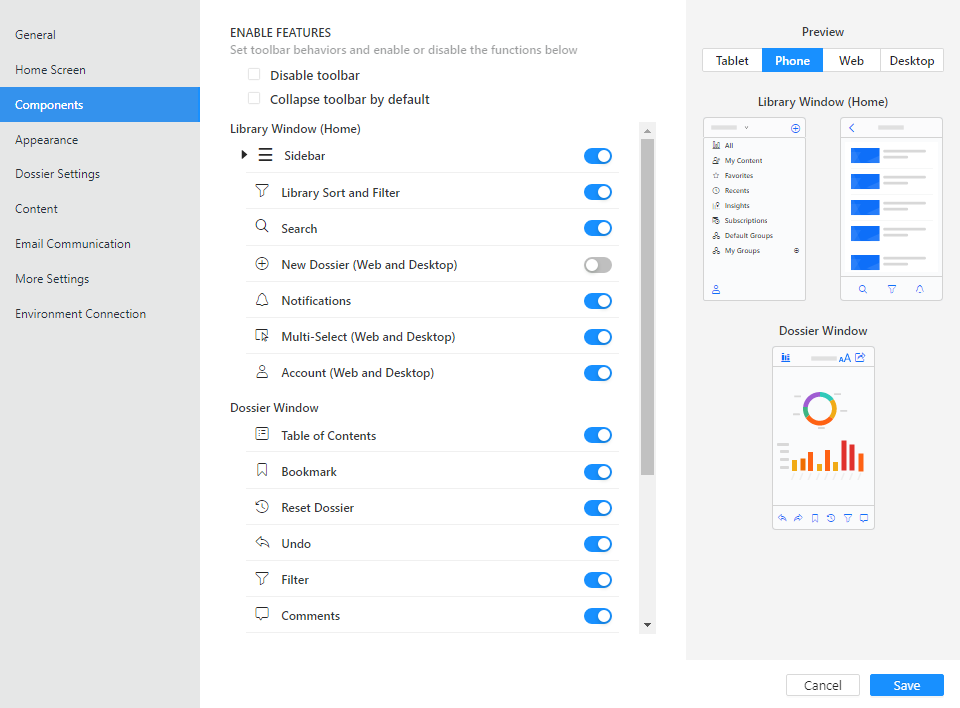 General
Home Screen
Components
Appearance
Dossier Settings
Content
Email Communication
More Settings
Environment Connection
ENABLE FEATURES
Set toolbar behaviors and enable or disable the functions below
Disable toolbar
Collapse toolbar by default
Library Window (Home)
Sidebar
Library Sort and Filter
Search
New Dossier (Web and Desktop)
Notifications
Multi-Select (Web and Desktop)
Account (Web and Desktop)
Dossier Window
Table of Contents
Bookmark
Reset Dossier
Undo
Filter
Comments
Preview
Tablet Phone Web Desktop
Library Window (Home)
All
My Content
Favorites
Recents
Insights
Subscriptions
Default Groups
My Groups
Dossier Window
AA
Cancel Save